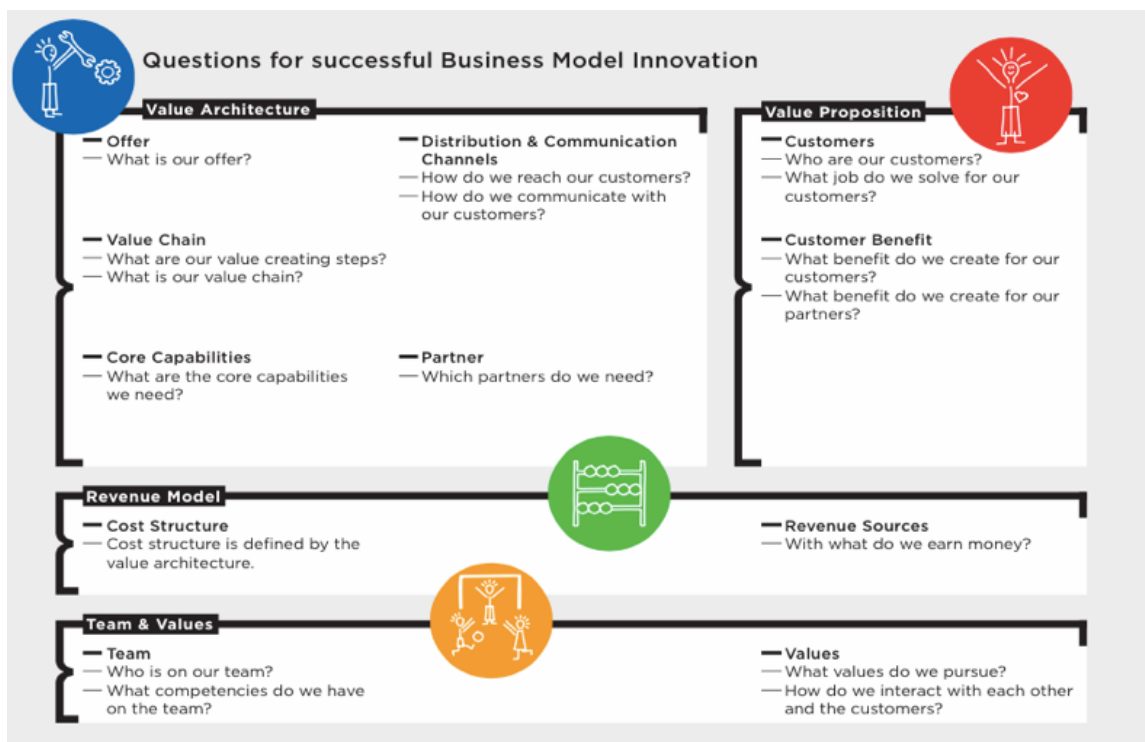 Questions for successful Business Model Innovation
Value Architecture
Offer
What is our offer?
Distribution & Communication
Channels
How do we reach our customers?
How do we communicate with
our customers?
Value Chain
What are our value creating steps?
What is our value chain?
Core Capabilities
What are the core capabilities
we need?
Partner
Which partners do we need?
Value Proposition
Customers
Who are our customers?
What job do we solve for our
customers?
Customer Benefit
What benefit do we create for our
customers?
What benefit do we create for our
partners?
Revenue Model
Cost Structure
Cost structure is defined by the
value architecture.
Revenue Sources
With what do we earn money?
Team & Values
Team
Who is on our team?
What competencies do we have
on the team?
Values
What values do we pursue?
How do we interact with each other
and the customers?